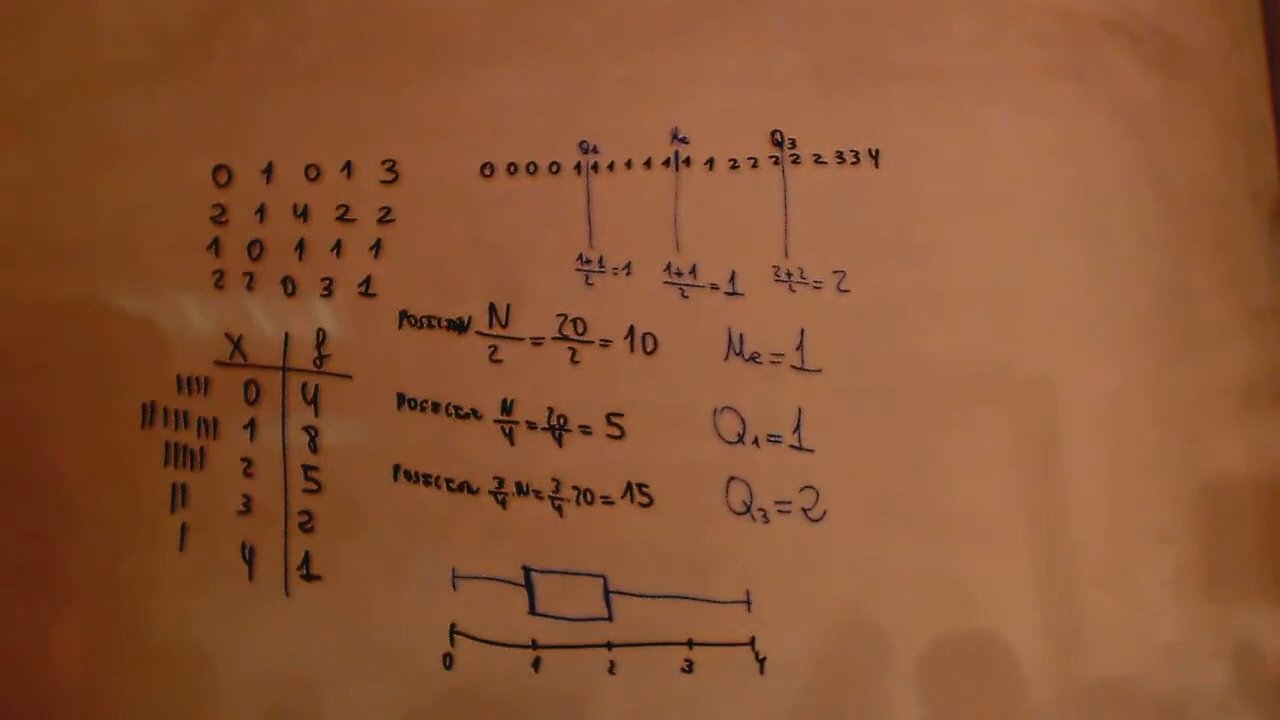 0 1 0 1 3
2 1 4 2 2
1 0 1 1 1
2 2 0 3 1
Q1 Me Q3
0 0 0 0 1 1 1 1 1 1 1 1 2 2 2 2 2 3 3 4
1+1/2=1 1+1/2=1 2+2/2=2
POSICION N/2=20/2=10 Me=1
POSICION N/4=20/4=5 Q1=1
POSICION 3/4·N=3/4·20=15 Q3=2
X f
0 4
1 8
2 5
3 2
4 1
0 1 2 3 4